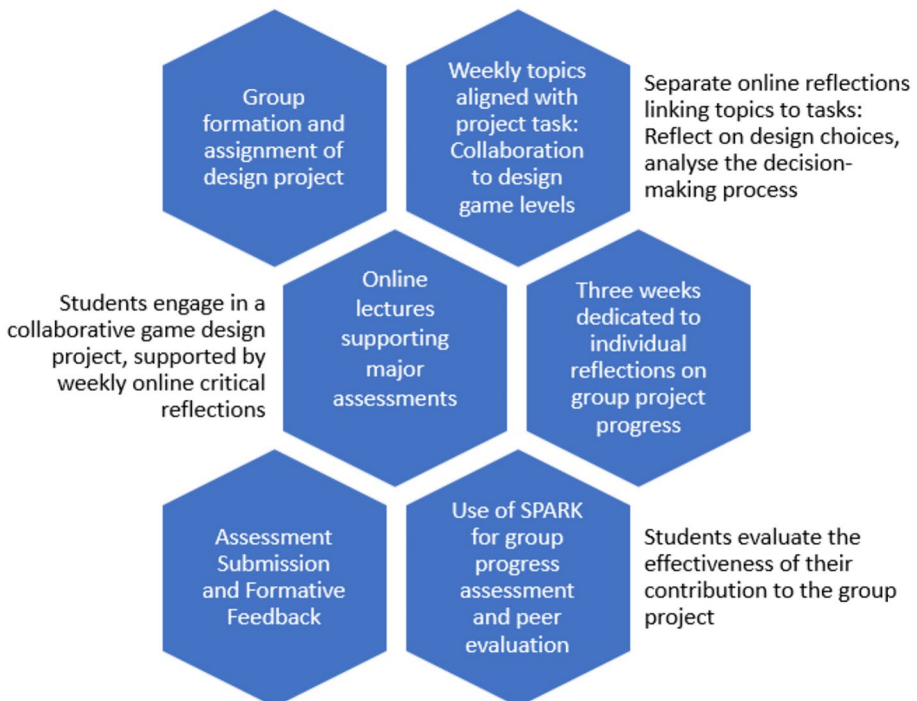 Group
formation and
assignment of
design project
Weekly topics
aligned with
project task:
Collaboration
to design
game levels
Separate online reflections
linking topics to tasks:
Reflect on design choices,
analyse the decision-
making process
Students engage in a
collaborative game design
project, supported by
weekly online critical
reflections
Online
lectures
supporting
major
assessments
Three weeks
dedicated to
individual
reflections on
group project
progress
Assessment
Submission
and Formative
Feedback
Use of SPARK
for group
progress
assessment
and peer
evaluation
Students evaluate the
effectiveness of their
contribution to the group
project